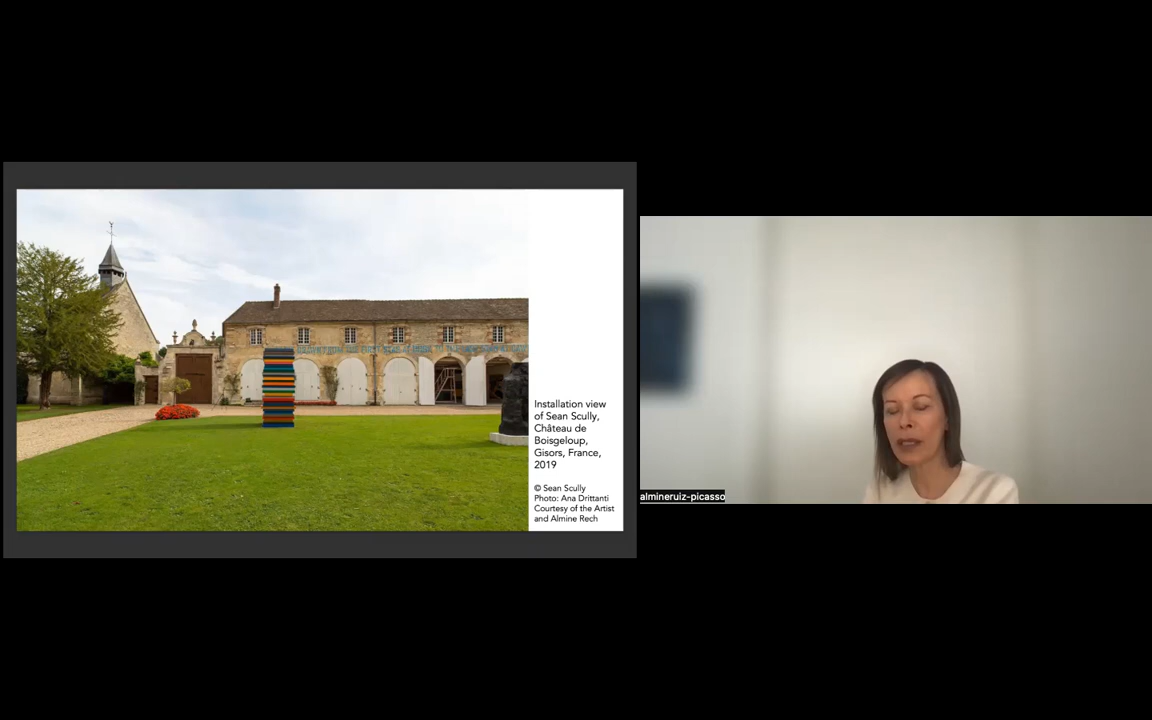 Installation view
of Sean Scully,
Château de
Boisgeloup,
Gisors, France,
2019
© Sean Scully
Photo: Ana Drittanti
Courtesy of the Artist
and Almine Rech
almineruiz-picasso